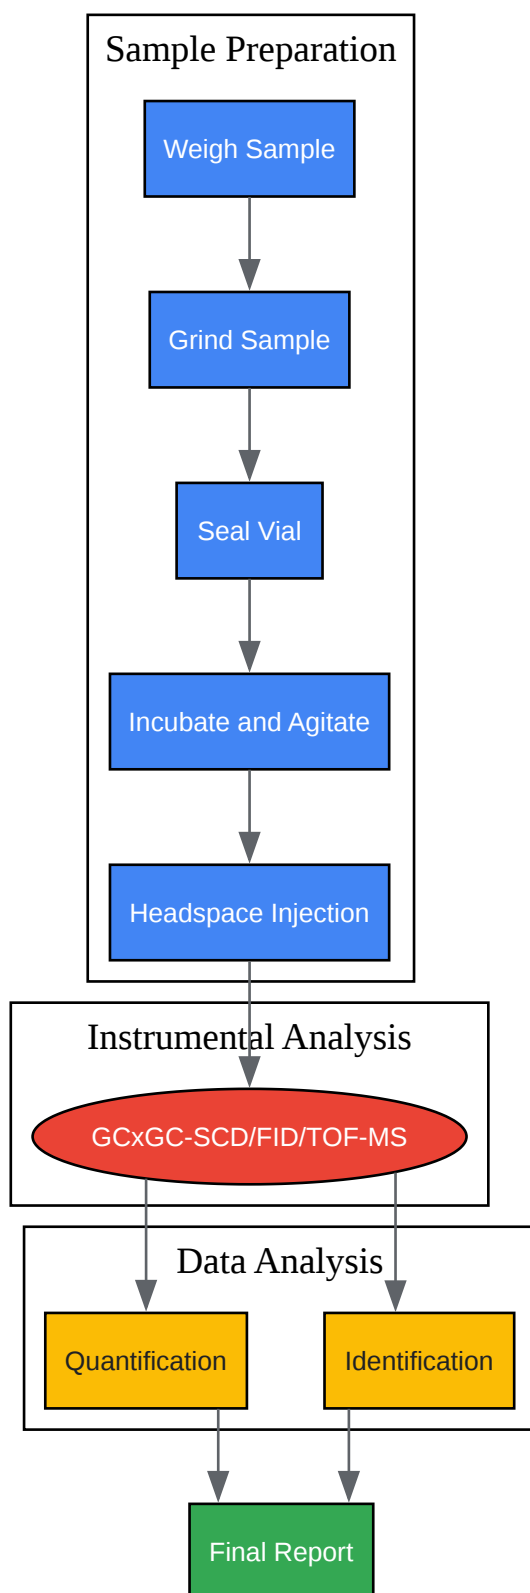 Sample Preparation
Weigh Sample
Grind Sample
Seal Vial
Incubate and Agitate
Headspace Injection
Instrumental Analysis
GCxGC-SCD/FID/TOF-MS
Data Analysis
Quantification
Identification
Final Report